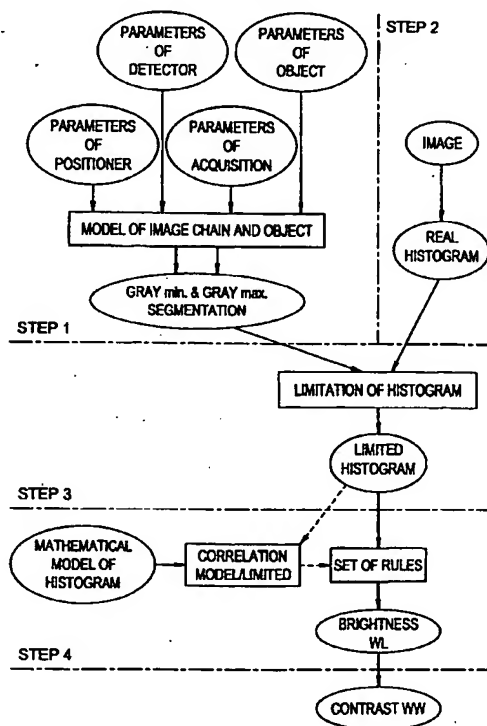 PARAMETERS
OF
DETECTOR
PARAMETERS
OF
OBJECT
STEP 2
PARAMETERS
OF
POSITIONER
PARAMETERS
OF
ACQUISITION
IMAGE
MODEL OF IMAGE CHAIN AND OBJECT
REAL
HISTOGRAM
GRAY min. & GRAY max.
SEGMENTATION
STEP 1
LIMITATION OF HISTOGRAM
LIMITED
HISTOGRAM
STEP 3
MATHEMATICAL
MODEL OF
HISTOGRAM
CORRELATION
MODEL/LIMITED
SET OF RULES
BRIGHTNESS
WL
STEP 4
CONTRAST WW